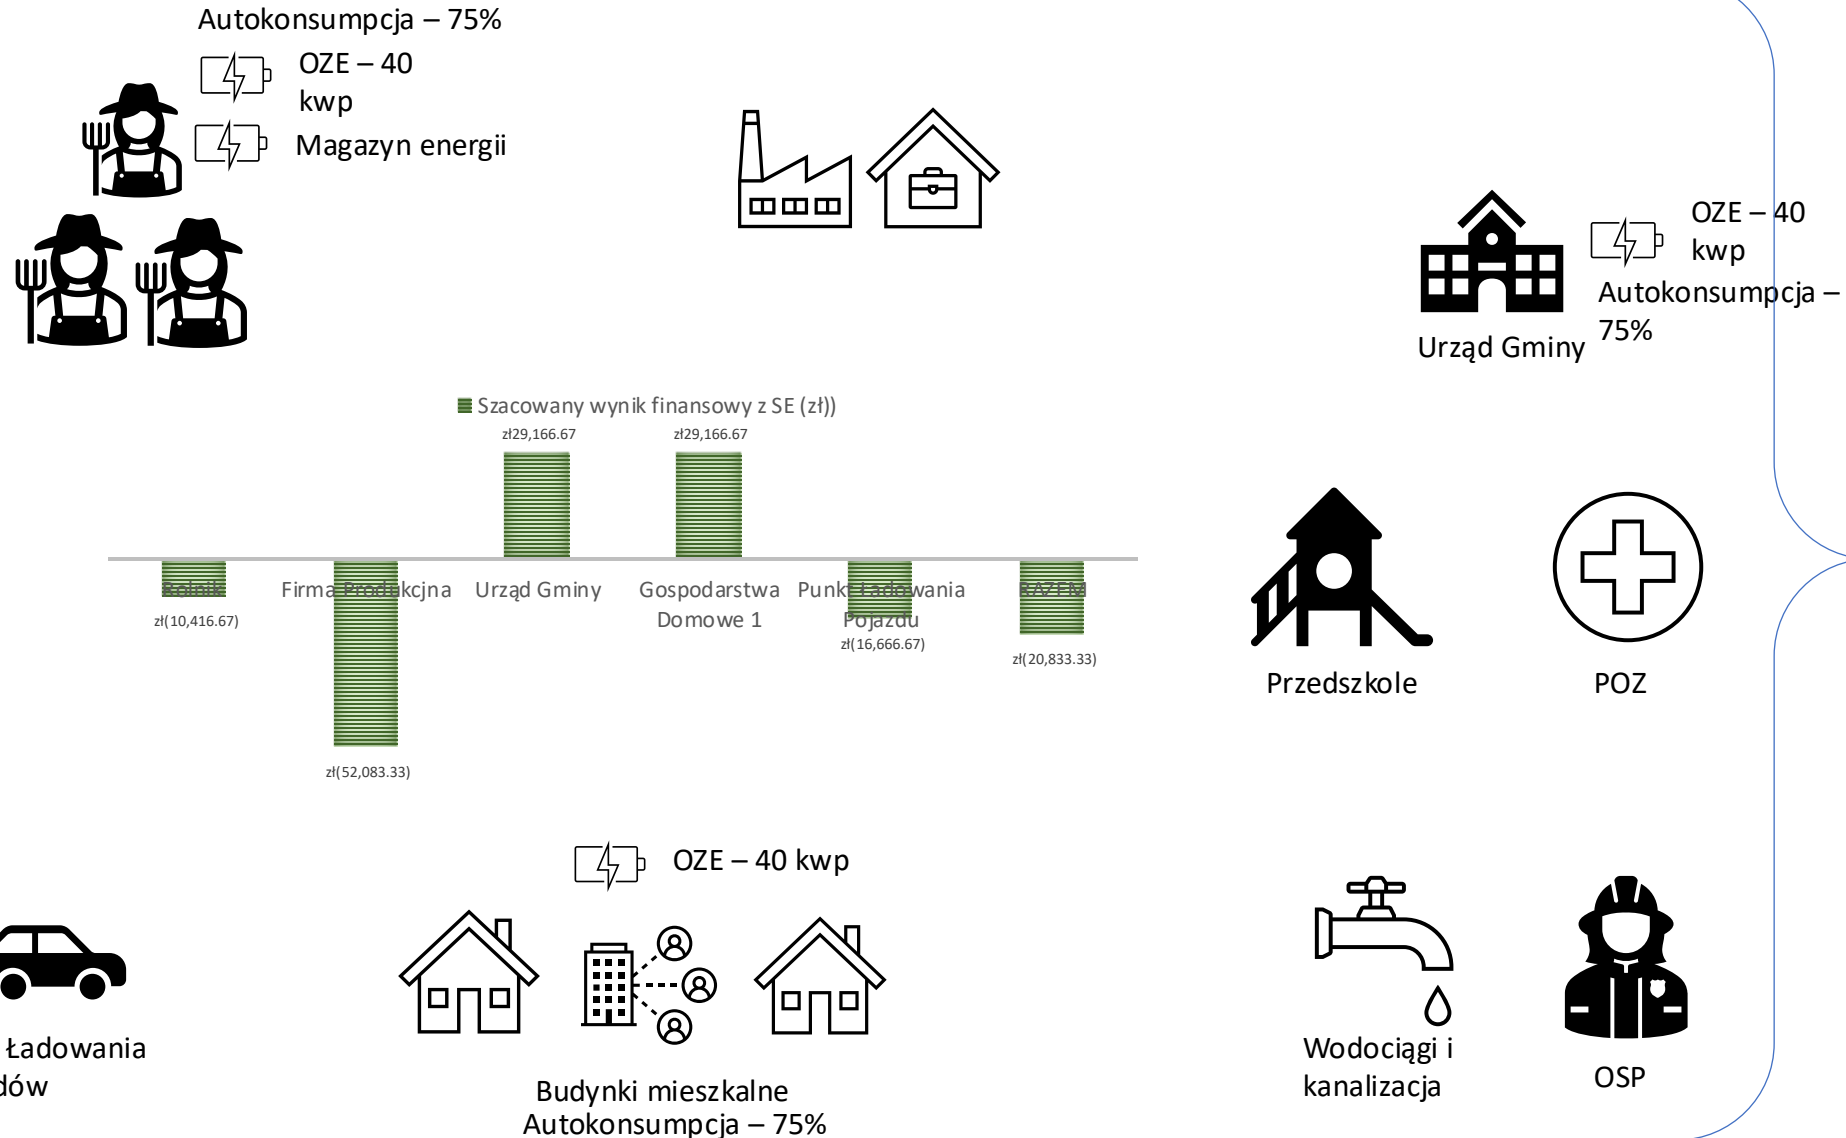 Autokonsumpcja – 75%
OZE – 40
kwp
Magazyn energii
OZE – 40
kwp
Autokonsumpcja –
75%
Urząd Gminy
Szacowany wynik finansowy z SE (zł))
zł29,166.67
zł29,166.67
Rolnik
Firma Produkcjna
Urząd Gminy
Gospodarstwa
Domowe 1
Punkt Ładowania
Pojazdu
RAZEM
zł(10,416.67)
zł(16,666.67)
zł(20,833.33)
zł(52,083.33)
Przedszkole
POZ
OZE – 40 kwp
Ładowania
dów
Budynki mieszkalne
Autokonsumpcja – 75%
Wodociągi i
kanalizacja
OSP